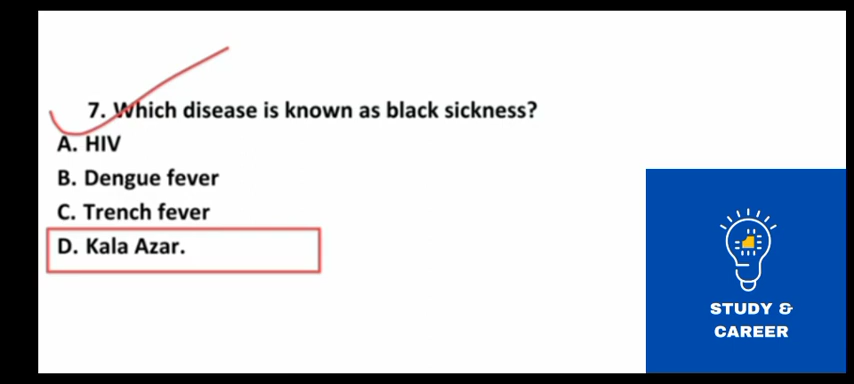 7. Which disease is known as black sickness?
A. HIV
B. Dengue fever
C. Trench fever
D. Kala Azar.
STUDY &
CAREER